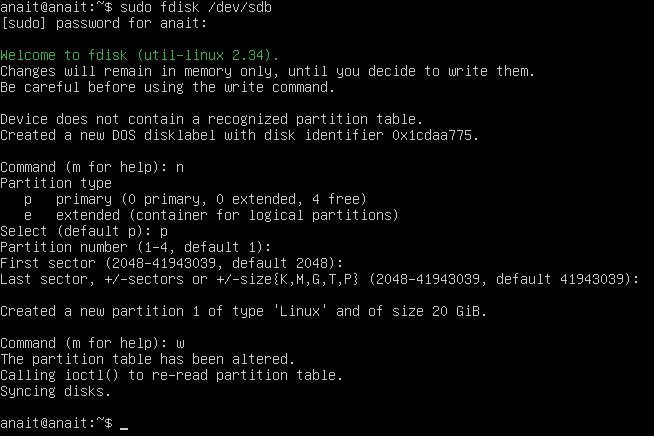 anait@anait:~$ sudo fdisk /dev/sdb
[sudo] password for anait:
Welcome to fdisk (util-linux 2.34).
Changes will remain in memory only, until you decide to write them.
Be careful before using the write command.
Device does not contain a recognized partition table.
Created a new DOS disklabel with disk identifier 0x1cdaa775.
Command (m for help): n
Partition type
   p   primary (0 primary, 0 extended, 4 free)
   e   extended (container for logical partitions)
Select (default p): p
Partition number (1-4, default 1):
First sector (2048-41943039, default 2048):
Last sector, +/-sectors or +/-size{K,M,G,T,P} (2048-41943039, default 41943039):
Created a new partition 1 of type 'Linux' and of size 20 GiB.
Command (m for help): w
The partition table has been altered.
Calling ioctl() to re-read partition table.
Syncing disks.
anait@anait:~$ _